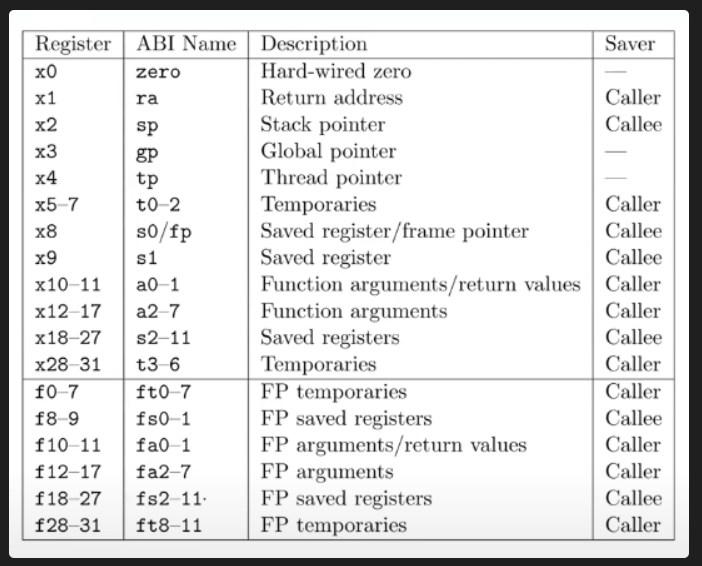 Register ABI Name Description Saver
x0 zero Hard-wired zero —
x1 ra Return address Caller
x2 sp Stack pointer Callee
x3 gp Global pointer —
x4 tp Thread pointer —
x5–7 t0–2 Temporaries Caller
x8 s0/fp Saved register/frame pointer Callee
x9 s1 Saved register Callee
x10–11 a0–1 Function arguments/return values Caller
x12–17 a2–7 Function arguments Caller
x18–27 s2–11 Saved registers Callee
x28–31 t3–6 Temporaries Caller
f0–7 ft0–7 FP temporaries Caller
f8–9 fs0–1 FP saved registers Callee
f10–11 fa0–1 FP arguments/return values Caller
f12–17 fa2–7 FP arguments Caller
f18–27 fs2–11 FP saved registers Callee
f28–31 ft8–11 FP temporaries Caller